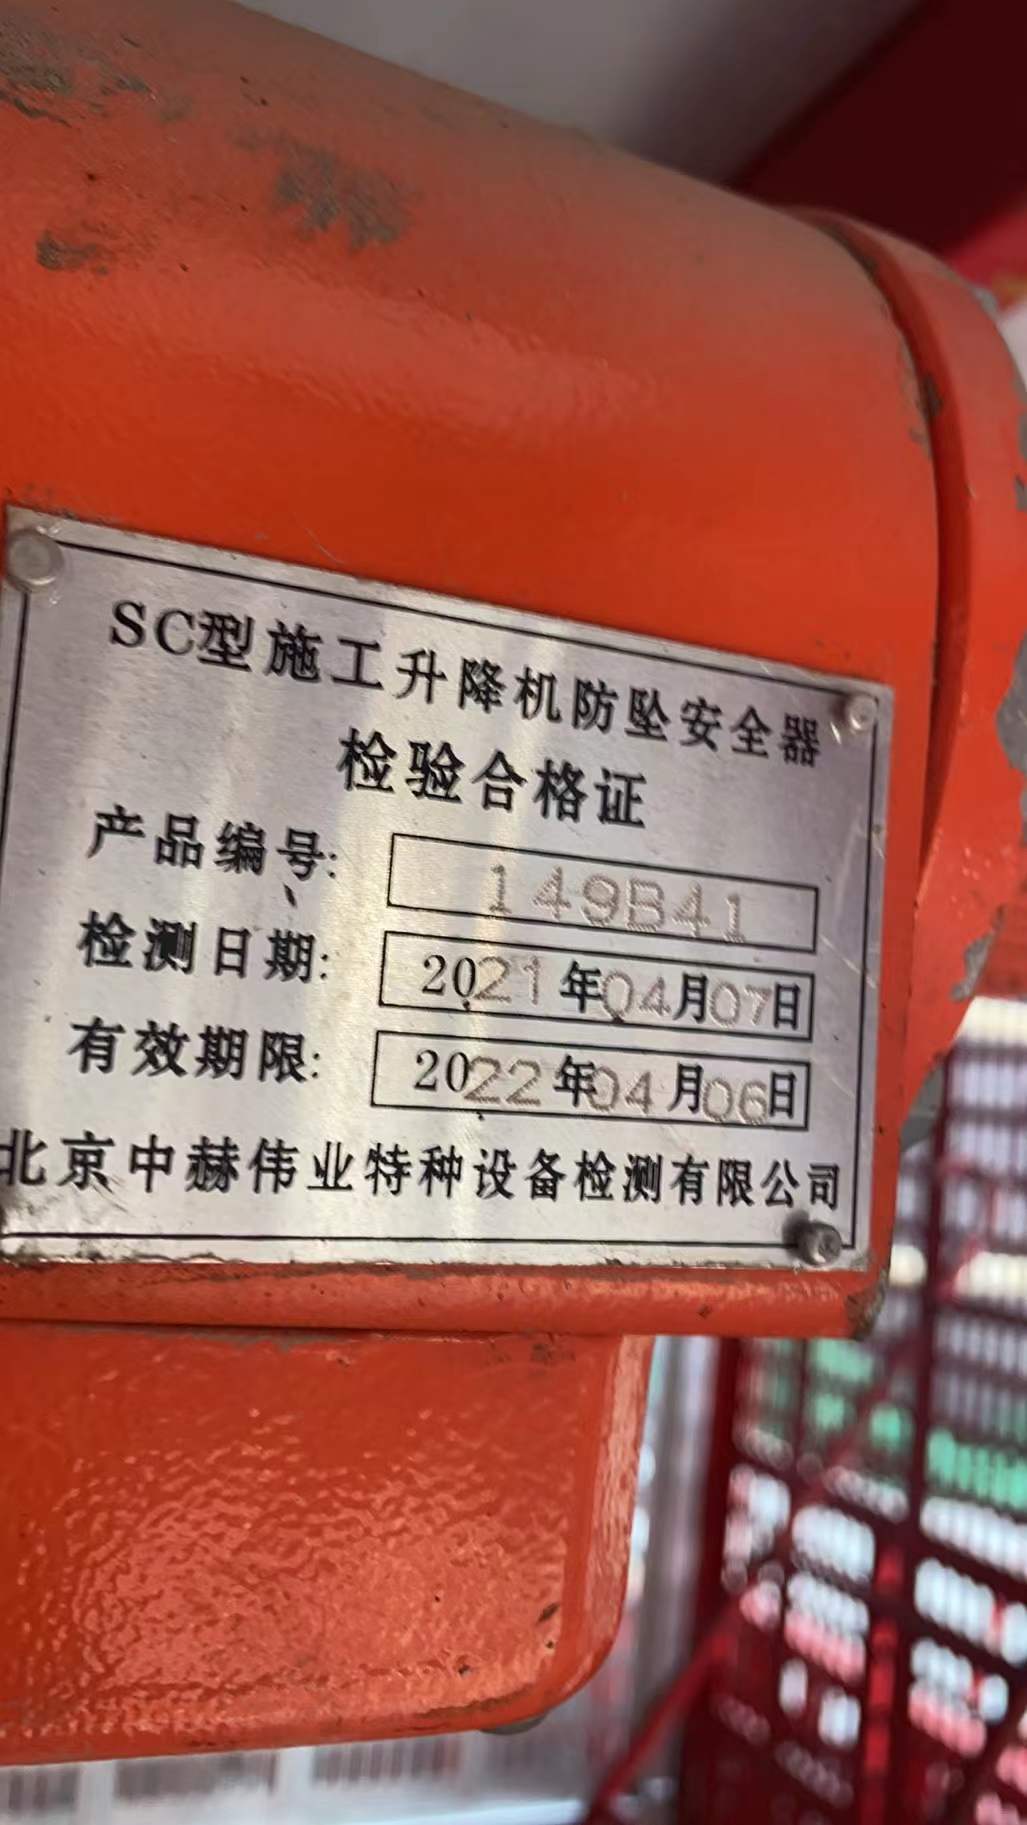 SC型施工升降机防坠安全器
检验合格证
产品编号: 149B41
检测日期: 2021年04月07日
有效期限: 2022年04月06日
北京中赫伟业特种设备检测有限公司